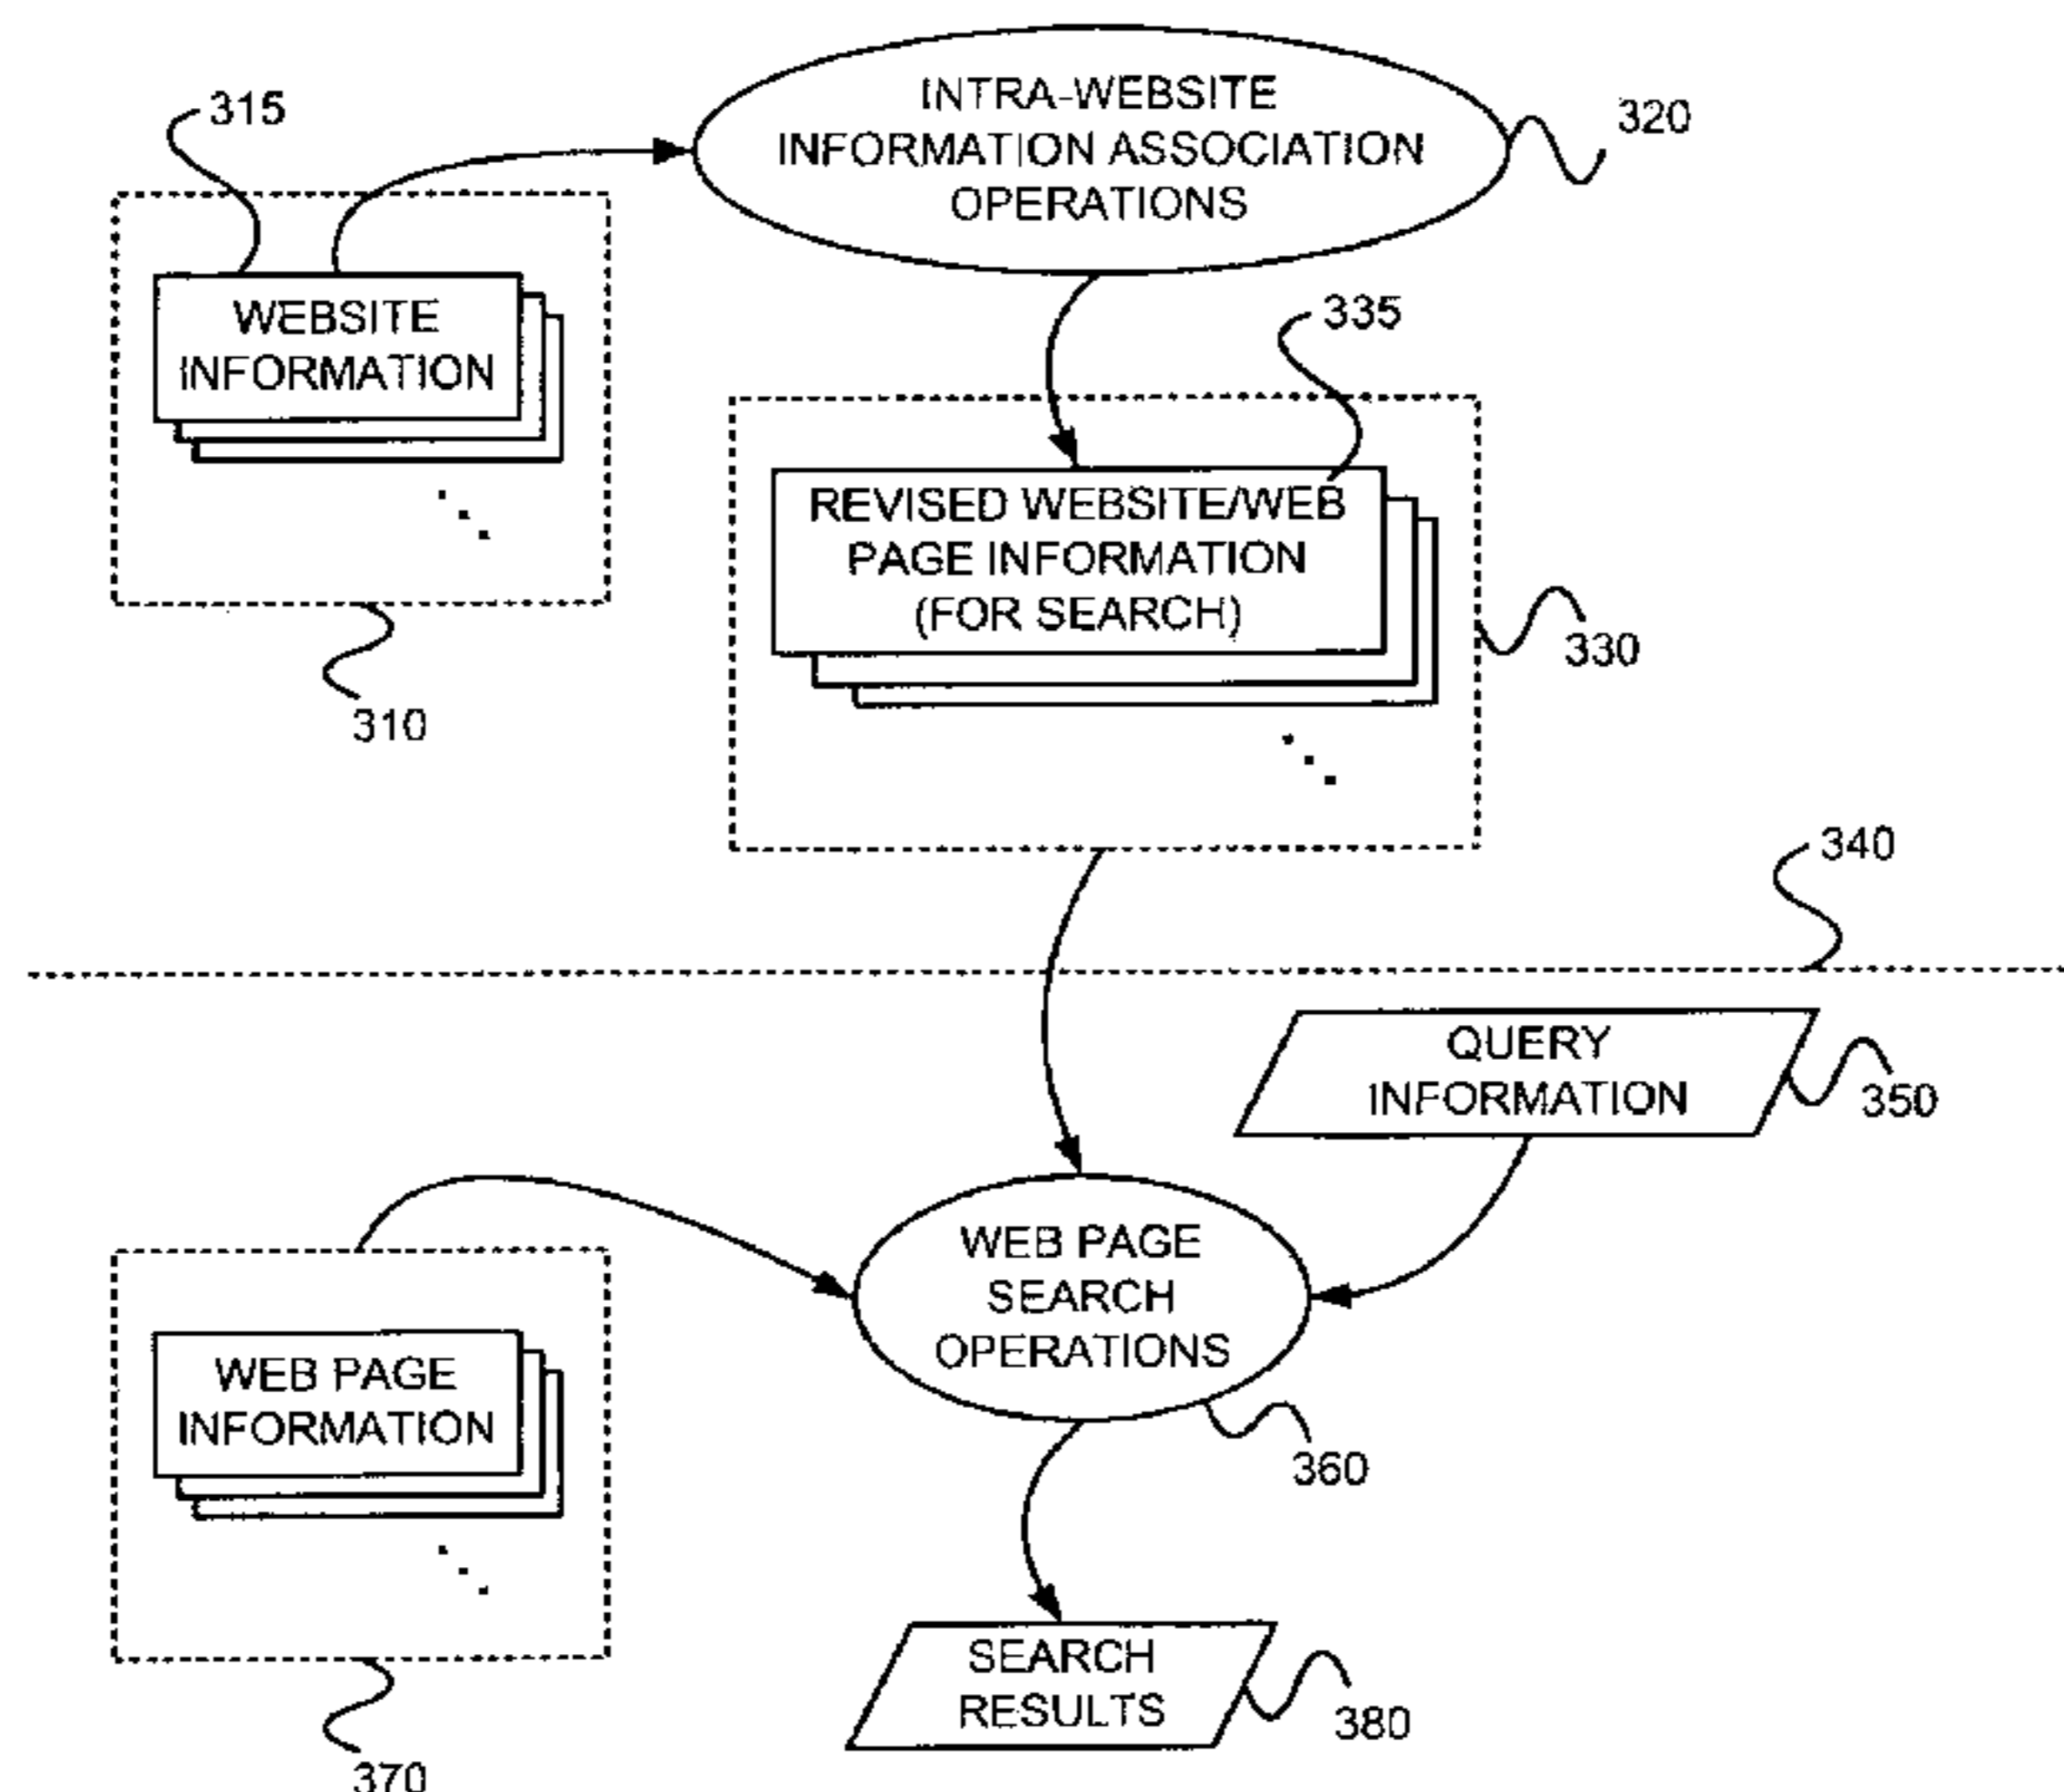 315
INTRA-WEBSITE
INFORMATION ASSOCIATION
OPERATIONS
320
WEBSITE
INFORMATION
310
335
REVISED WEBSITE/WEB
PAGE INFORMATION
(FOR SEARCH)
330
340
QUERY
INFORMATION
350
WEB PAGE
SEARCH
OPERATIONS
360
WEB PAGE
INFORMATION
370
SEARCH
RESULTS
380